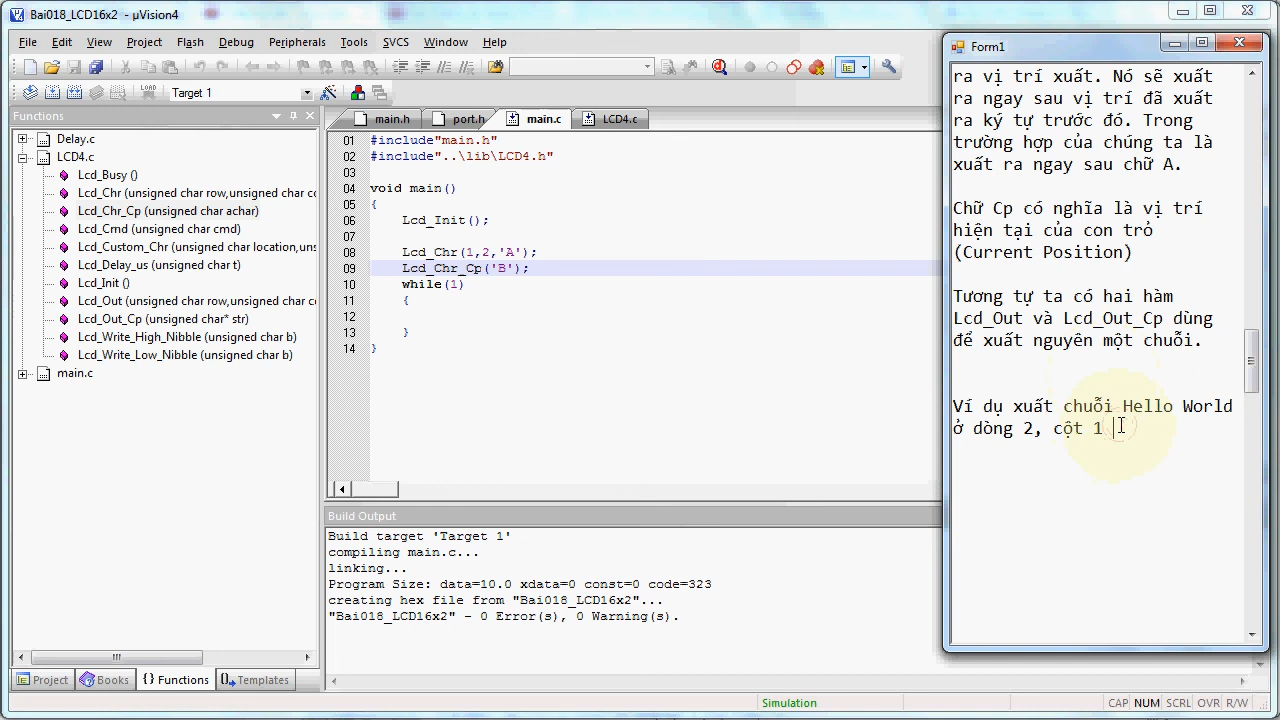 Bai018_LCD16x2 - µVision4
File Edit View Project Flash Debug Peripherals Tools SVCS Window Help
LOAD Target 1
Functions
Delay.c
LCD4.c
Lcd_Busy ()
Lcd_Chr (unsigned char row,unsigned char co
Lcd_Chr_Cp (unsigned char achar)
Lcd_Cmd (unsigned char cmd)
Lcd_Custom_Chr (unsigned char location,uns
Lcd_Delay_us (unsigned char t)
Lcd_Init ()
Lcd_Out (unsigned char row,unsigned char co
Lcd_Out_Cp (unsigned char* str)
Lcd_Write_High_Nibble (unsigned char b)
Lcd_Write_Low_Nibble (unsigned char b)
main.c
Project Books {} Functions Templates
main.h port.h main.c LCD4.c
01 #include"main.h"
02 #include"..\lib\LCD4.h"
03
04 void main()
05 {
06 Lcd_Init();
07
08 Lcd_Chr(1,2,'A');
09 Lcd_Chr_Cp('B');
10 while(1)
11 {
12
13 }
14 }
Build Output
Build target 'Target 1'
compiling main.c...
linking...
Program Size: data=10.0 xdata=0 const=0 code=323
creating hex file from "Bai018_LCD16x2"...
"Bai018_LCD16x2" - 0 Error(s), 0 Warning(s).
Form1
ra vị trí xuất. Nó sẽ xuất
ra ngay sau vị trí đã xuất
ra ký tự trước đó. Trong
trường hợp của chúng ta là
xuất ra ngay sau chữ A.
Chữ Cp có nghĩa là vị trí
hiện tại của con trỏ
(Current Position)
Tương tự ta có hai hàm
Lcd_Out và Lcd_Out_Cp dùng
để xuất nguyên một chuỗi.
Ví dụ xuất chuỗi Hello World
ở dòng 2, cột 1
Simulation
CAP NUM SCRL OVR R/W